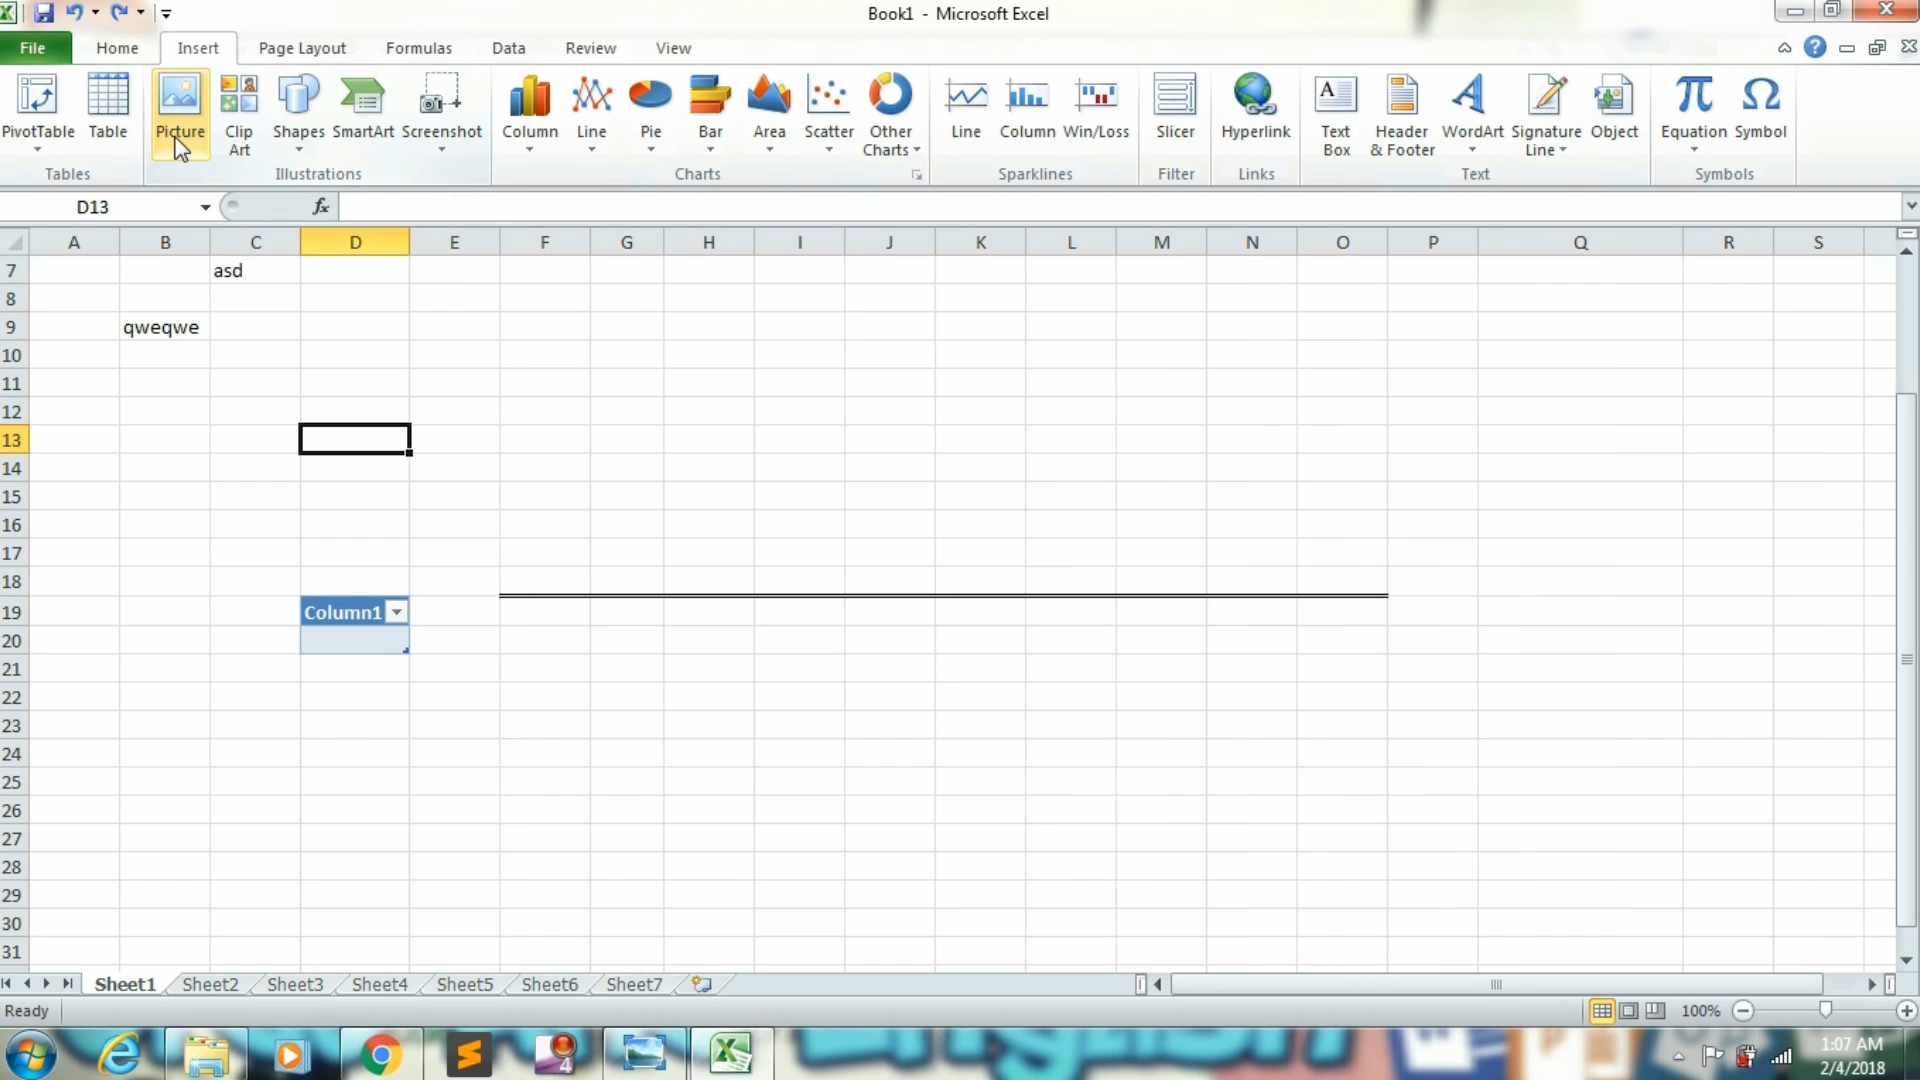 Book1 - Microsoft Excel
File Home Insert Page Layout Formulas Data Review View
PivotTable Table Picture Clip Art Shapes SmartArt Screenshot Column Line Pie Bar Area Scatter Other Charts Line Column Win/Loss Slicer Hyperlink Text Box Header & Footer WordArt Signature Line Object Equation Symbol
Tables Illustrations Charts Sparklines Filter Links Text Symbols
D13 fx
A B C D E F G H I J K L M N O P Q R S
7 asd
8
9 qweqwe
10
11
12
13
14
15
16
17
18
19 Column1
20
21
22
23
24
25
26
27
28
29
30
31
Sheet1 Sheet2 Sheet3 Sheet4 Sheet5 Sheet6 Sheet7
Ready 100%
English
1:07 AM
2/4/2018